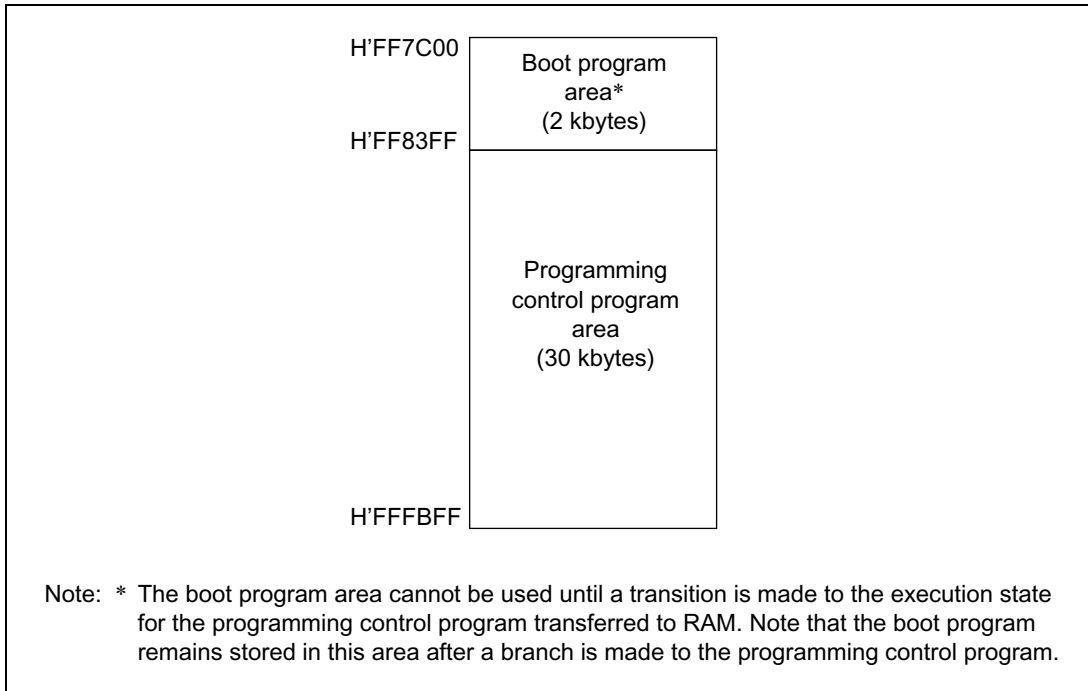 H'FF7C00
Boot program
area*
(2 kbytes)
H'FF83FF
Programming
control program
area
(30 kbytes)
H'FFFBFF
Note: * The boot program area cannot be used until a transition is made to the execution state
for the programming control program transferred to RAM. Note that the boot program
remains stored in this area after a branch is made to the programming control program.